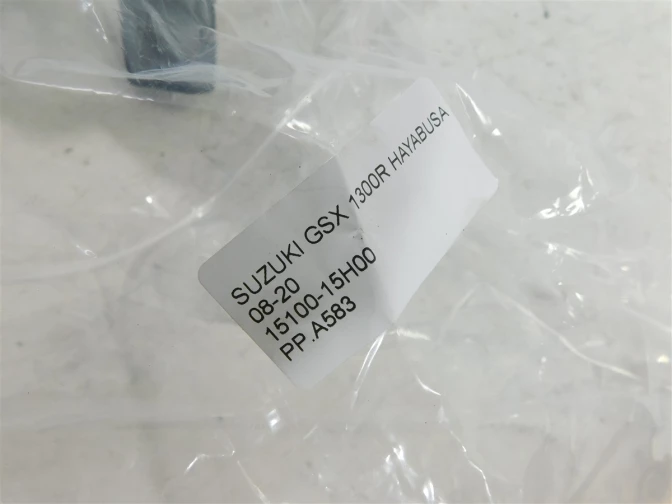 SUZUKI GSX 1300R HAYABUSA
08-20
15100-15H00
PP.A583